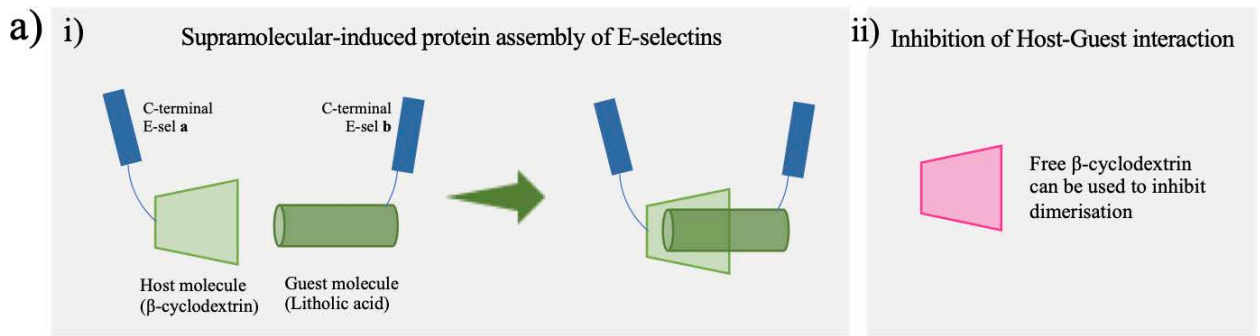 a)
i)
Supramolecular-induced protein assembly of E-selectins
C-terminal
E-sel a
C-terminal
E-sel b
Host molecule
(β-cyclodextrin)
Guest molecule
(Litholic acid)
ii)
Inhibition of Host-Guest interaction
Free β-cyclodextrin
can be used to inhibit
dimerisation